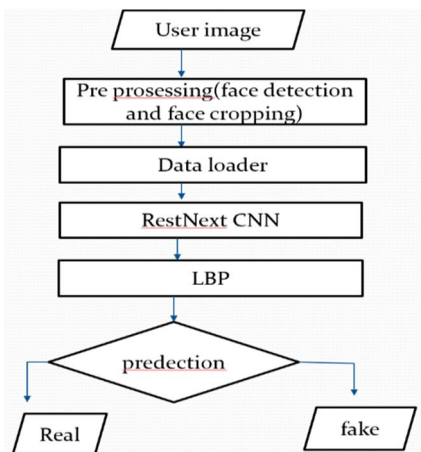 User image
Pre prosessing(face detection
and face cropping)
Data loader
RestNext CNN
LBP
predection
Real
fake